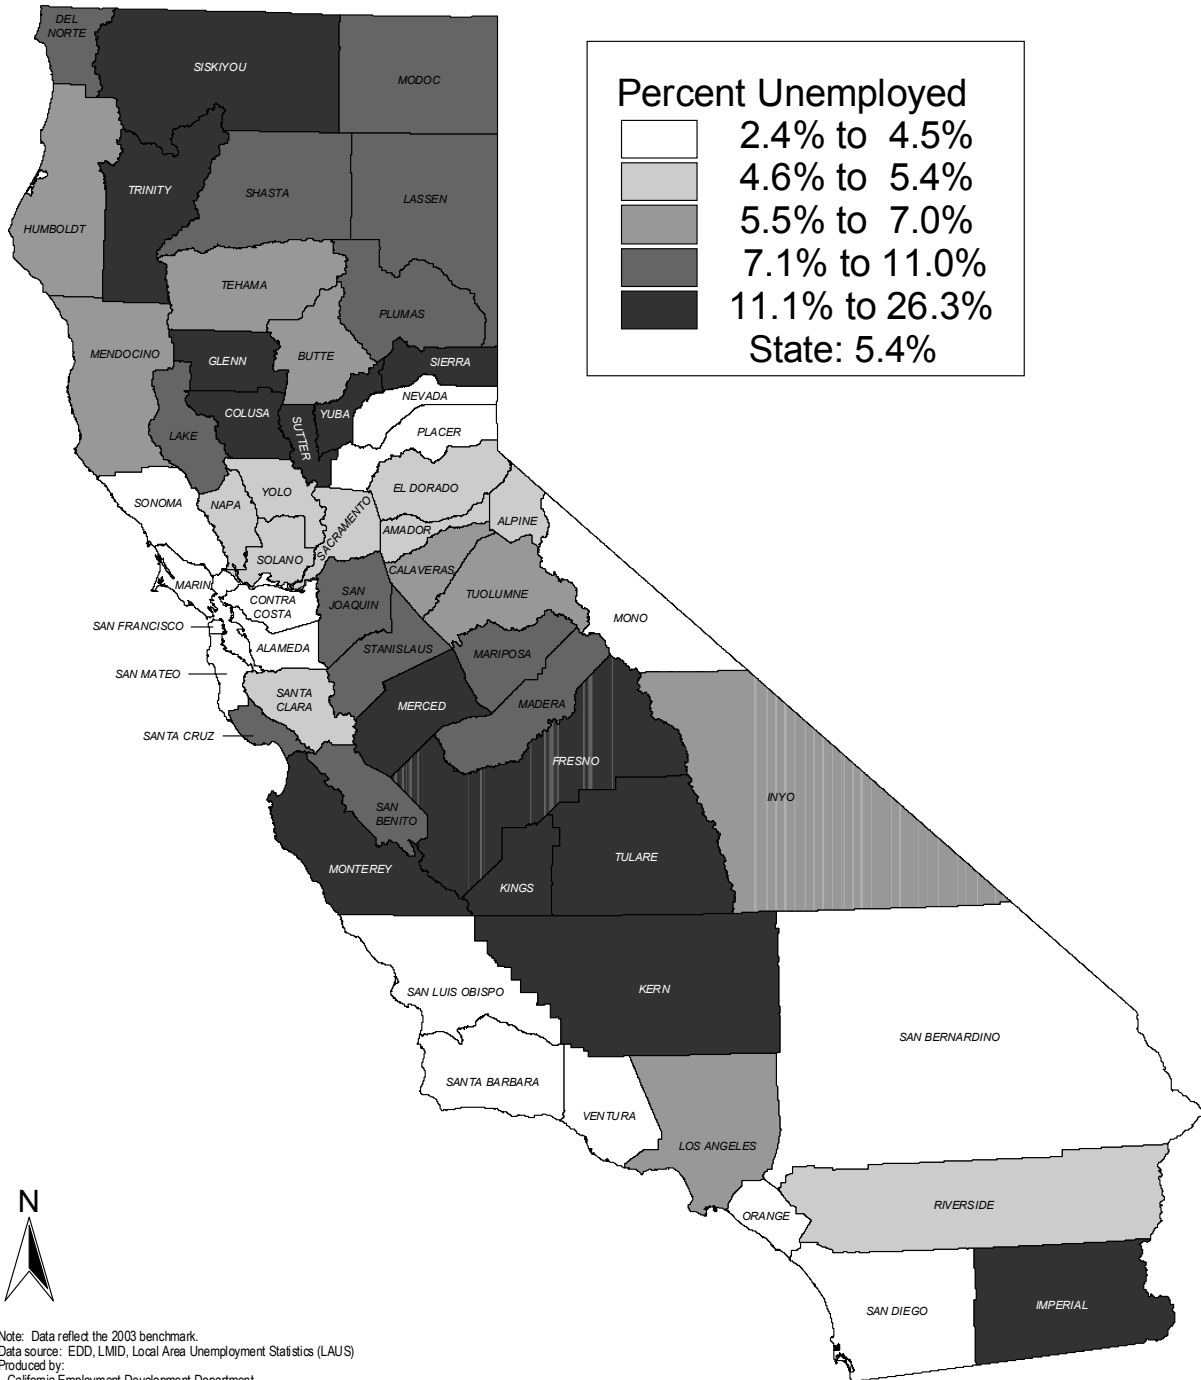 DEL
NORTE
SISKIYOU
MODOC
Percent Unemployed
2.4% to 4.5%
4.6% to 5.4%
5.5% to 7.0%
7.1% to 11.0%
11.1% to 26.3%
State: 5.4%
TRINITY
SHASTA
LASSEN
HUMBOLDT
TEHAMA
PLUMAS
MENDOCINO
GLENN
BUTTE
SIERRA
NEVADA
COLUSA
SUTTER
YUBA
PLACER
LAKE
SONOMA
NAPA
YOLO
SACRAMENTO
EL DORADO
ALPINE
AMADOR
SOLANO
CALAVERAS
MARIN
CONTRA
COSTA
SAN
JOAQUIN
TUOLUMNE
MONO
SAN FRANCISCO
ALAMEDA
STANISLAUS
MARIPOSA
SAN MATEO
SANTA
CLARA
MERCED
MADERA
SANTA CRUZ
FRESNO
INYO
SAN
BENITO
MONTEREY
TULARE
KINGS
SAN LUIS OBISPO
KERN
SAN BERNARDINO
SANTA BARBARA
VENTURA
LOS ANGELES
ORANGE
RIVERSIDE
SAN DIEGO
IMPERIAL
N
Note: Data reflect the 2003 benchmark.
Data source: EDD, LMID, Local Area Unemployment Statistics (LAUS)
Produced by:
California Employment Development Department